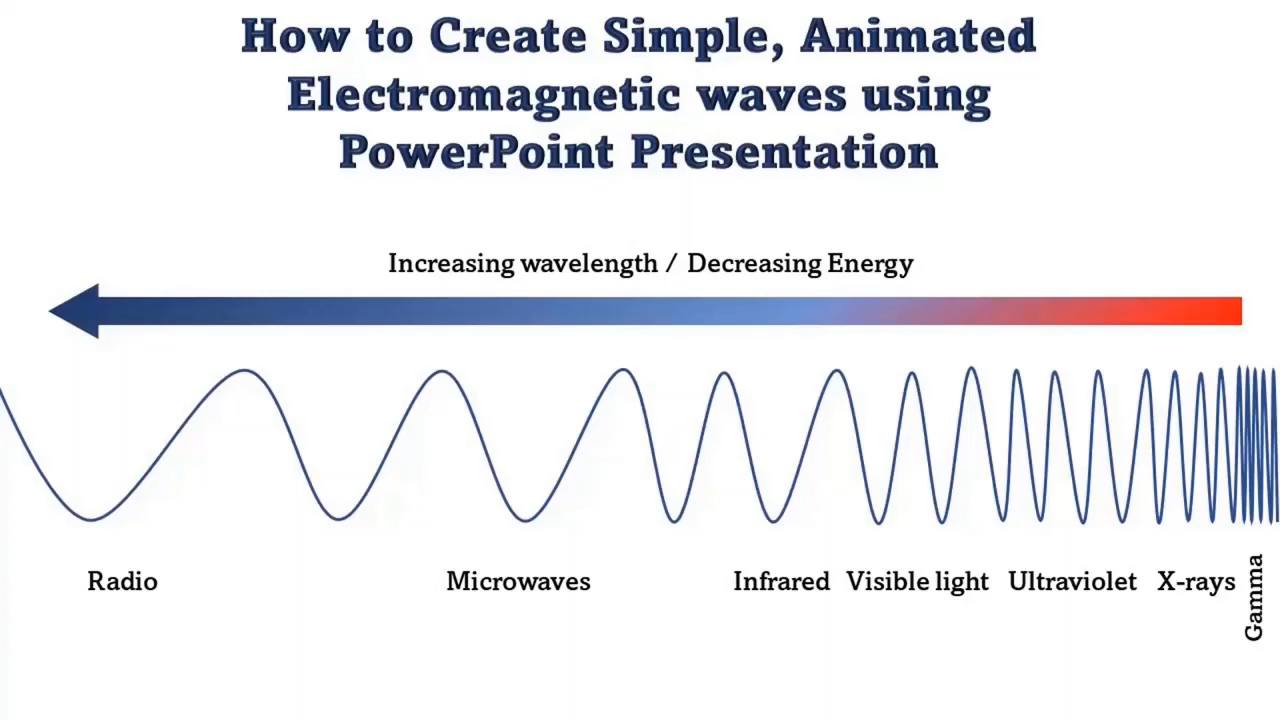 How to Create Simple, Animated
Electromagnetic waves using
PowerPoint Presentation
Increasing wavelength / Decreasing Energy
Radio
Microwaves
Infrared
Visible light
Ultraviolet
X-rays
Gamma